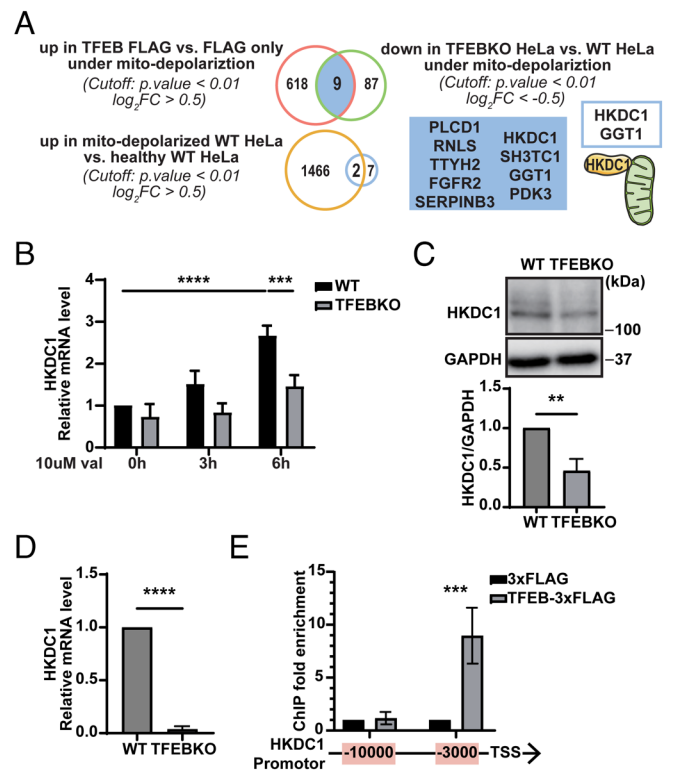 A
up in TFEB FLAG vs. FLAG only
under mito-depolariztion
(Cutoff: p.value < 0.01
log2FC > 0.5)
618
9
87
down in TFEBKO HeLa vs. WT HeLa
under mito-depolariztion
(Cutoff: p.value < 0.01
log2FC < -0.5)
up in mito-depolarized WT HeLa
vs. healthy WT HeLa
(Cutoff: p.value < 0.01
log2FC > 0.5)
1466
2
7
PLCD1
RNLS
TTYH2
FGFR2
SERPINB3
HKDC1
SH3TC1
GGT1
PDK3
HKDC1
GGT1
HKDC1
B
HKDC1
Relative mRNA level
4
3
2
1
0
****
***
WT
TFEBKO
10uM val
0h
3h
6h
C
WT TFEBKO
(kDa)
HKDC1
–100
GAPDH
–37
HKDC1/GAPDH
1.5
1.0
0.5
0.0
**
WT TFEBKO
D
HKDC1
Relative mRNA level
1.5
1.0
0.5
0.0
****
WT TFEBKO
E
ChIP fold enrichment
15
10
5
0
***
3xFLAG
TFEB-3xFLAG
HKDC1
Promotor
-10000
-3000
TSS